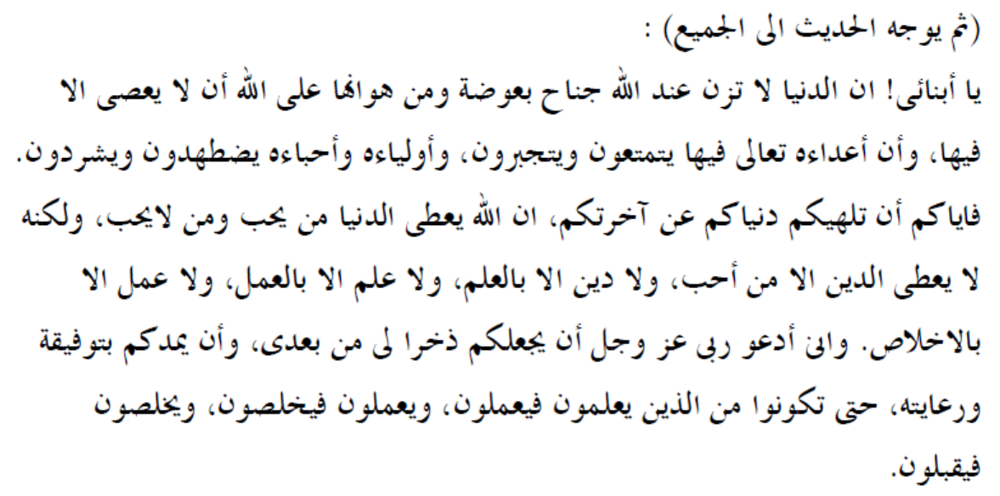 (ثم يوجه الحديث الى الجميع) :
يا أبنائى! ان الدنيا لا تزن عند الله جناح بعوضة ومن هوانها على الله أن لا يعصى الا
فيها، وأن أعداءه تعالى فيها يتمتعون ويتجبرون، وأولياءه وأحباءه يضطهدون ويشردون.
فاياكم أن تلهيكم دنياكم عن آخرتكم، ان الله يعطى الدنيا من يحب ومن لايحب، ولكنه
لا يعطى الدين الا من أحب، ولا دين الا بالعلم، ولا علم الا بالعمل، ولا عمل الا
بالاخلاص. وانى أدعو ربى عز وجل أن يجعلكم ذخرا لى من بعدى، وأن يمدكم بتوفيقة
ورعايته، حتى تكونوا من الذين يعلمون فيعملون، ويعملون فيخلصون، ويخلصون
فيقبلون.